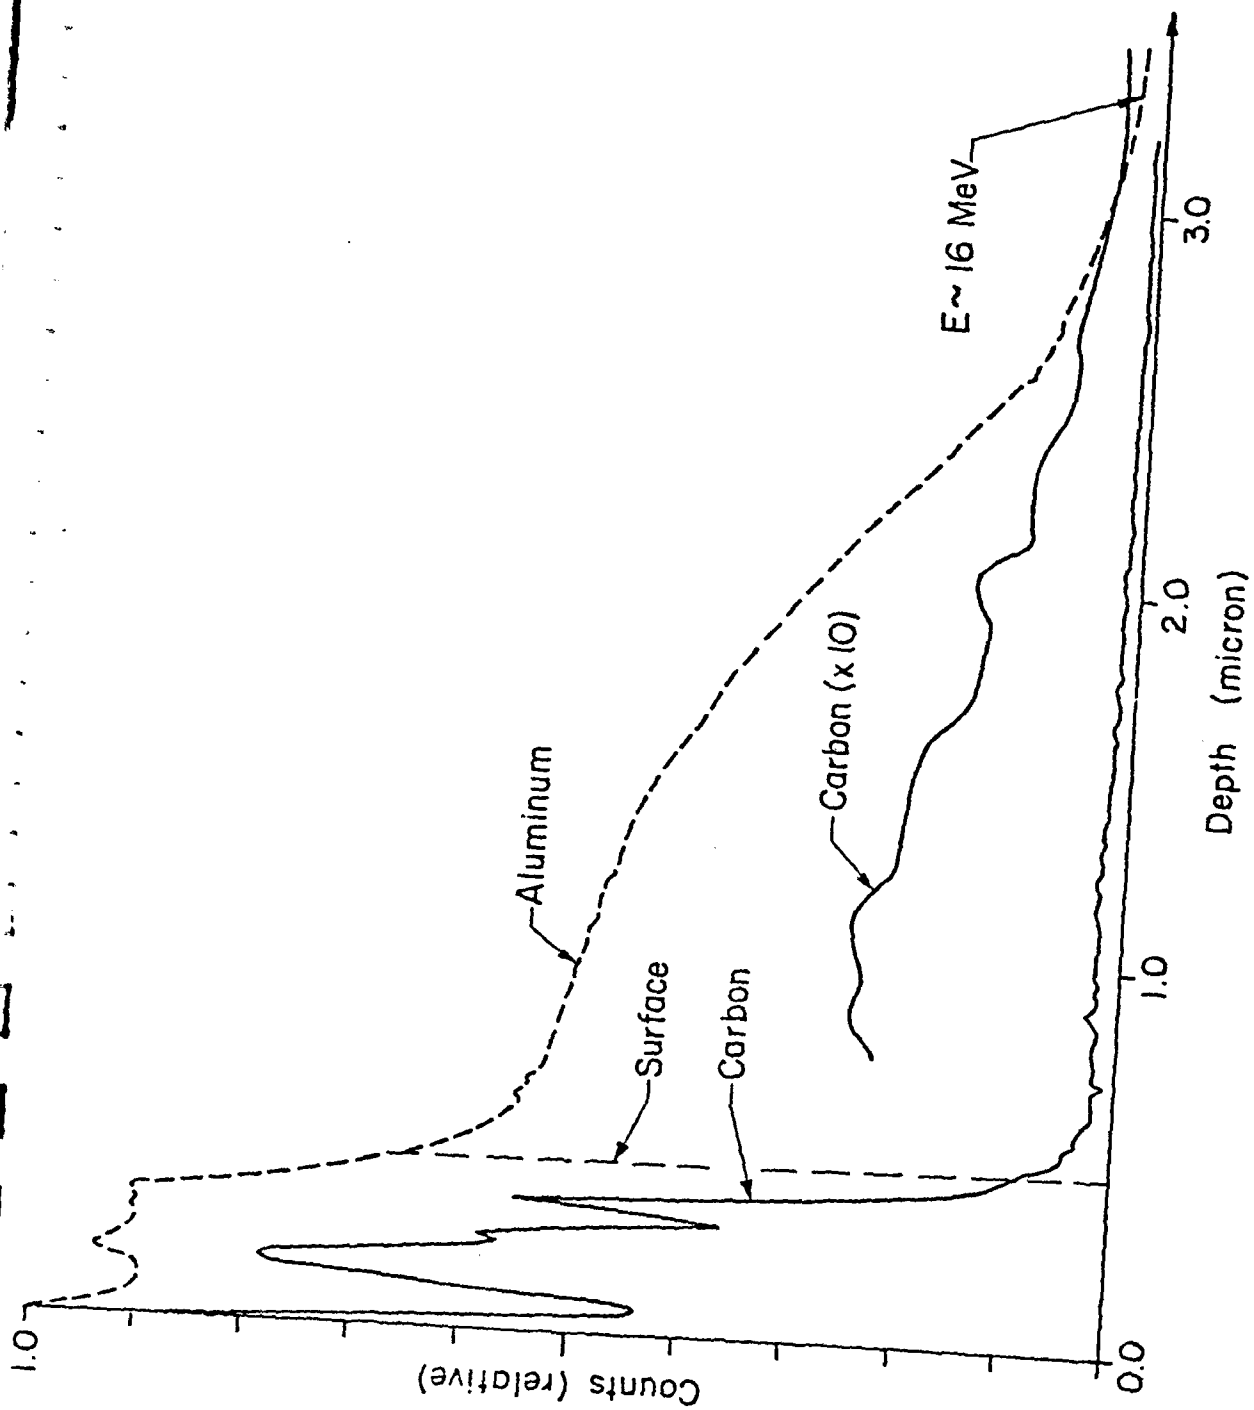 1.0
Counts (relative)
0.0
1.0
2.0
3.0
Depth (micron)
Aluminum
Surface
Carbon
Carbon (x 10)
E ~ 16 MeV